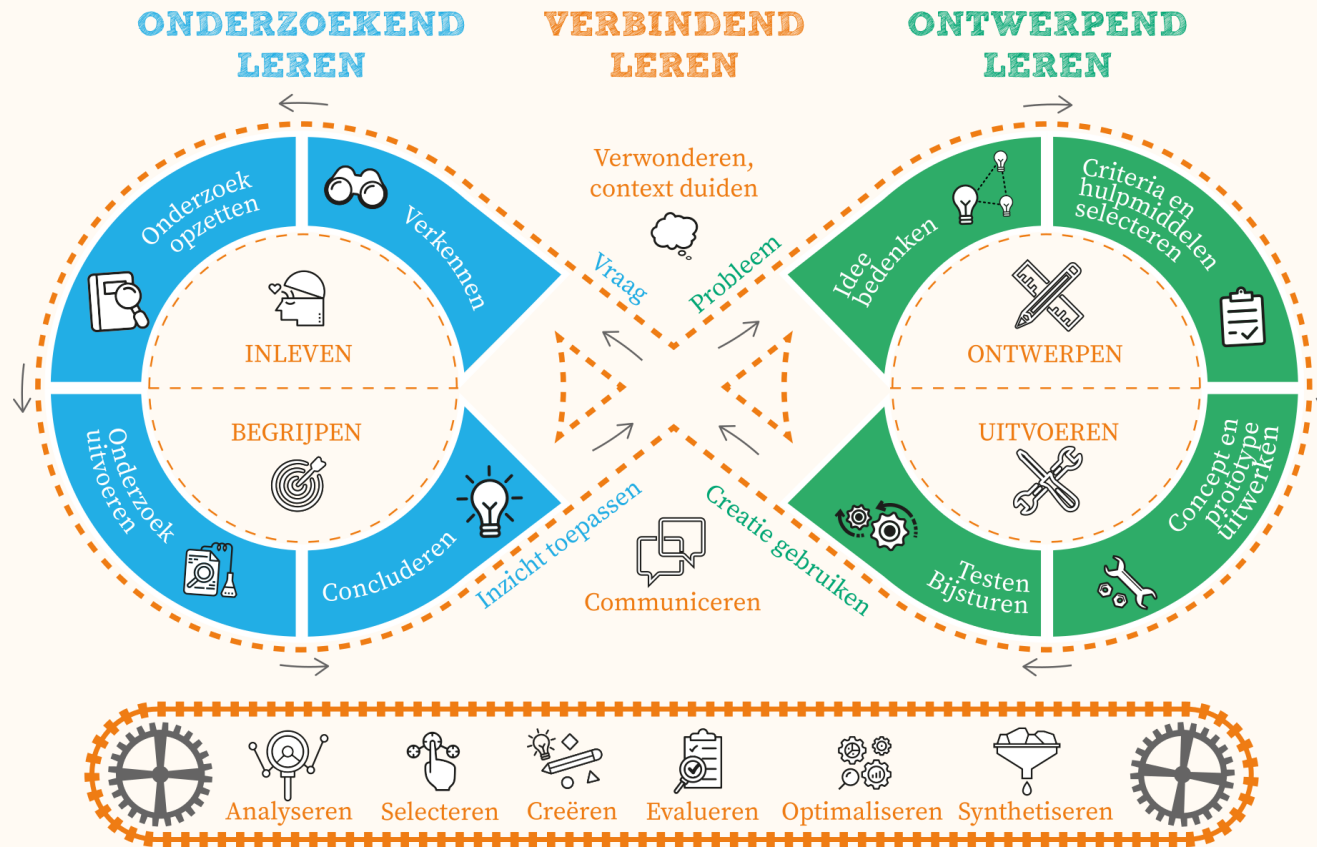 ONDERZOEKEND
LEREN
VERBINDEND
LEREN
ONTWERPEND
LEREN
Verwonderen,
context duiden
Onderzoek
opzetten
Verkennen
Vraag
Probleem
Idee
bedenken
Criteria en
hulpmiddelen
selecteren
INLEVEN
BEGRIJPEN
ONTWERPEN
UITVOEREN
Onderzoek
uitvoeren
Concluderen
Inzicht toepassen
Creatie gebruiken
Communiceren
Testen
Bijsturen
Concept en
prototype
uitwerken
Analyseren
Selecteren
Creëren
Evalueren
Optimaliseren
Synthetiseren